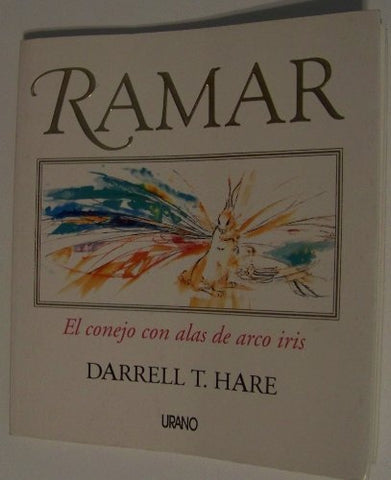 RAMAR
El conejo con alas de arco iris
DARRELL T. HARE
URANO